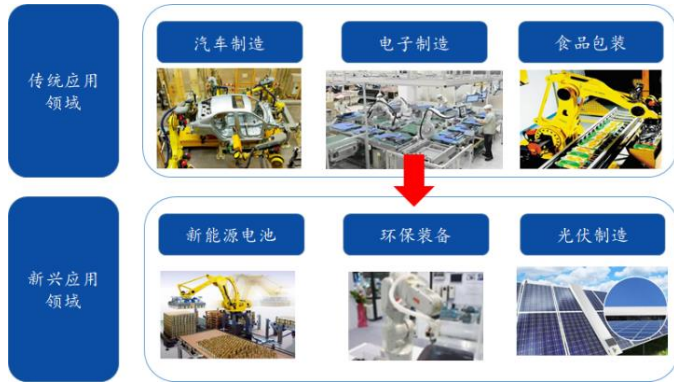 传统应用
领域
汽车制造
电子制造
食品包装
新兴应用
领域
新能源电池
环保装备
光伏制造